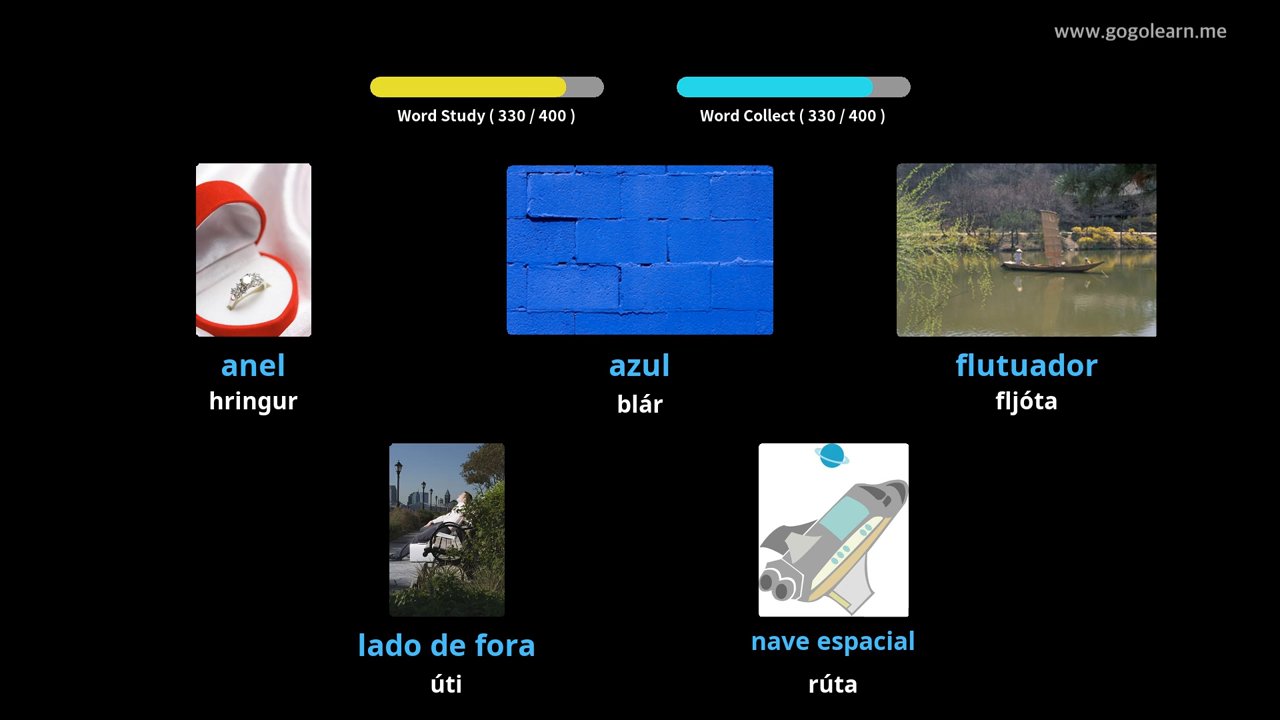 www.gogolearn.me
Word Study ( 330 / 400 )
Word Collect ( 330 / 400 )
anel
hringur
azul
blár
flutuador
fljóta
lado de fora
úti
nave espacial
rúta